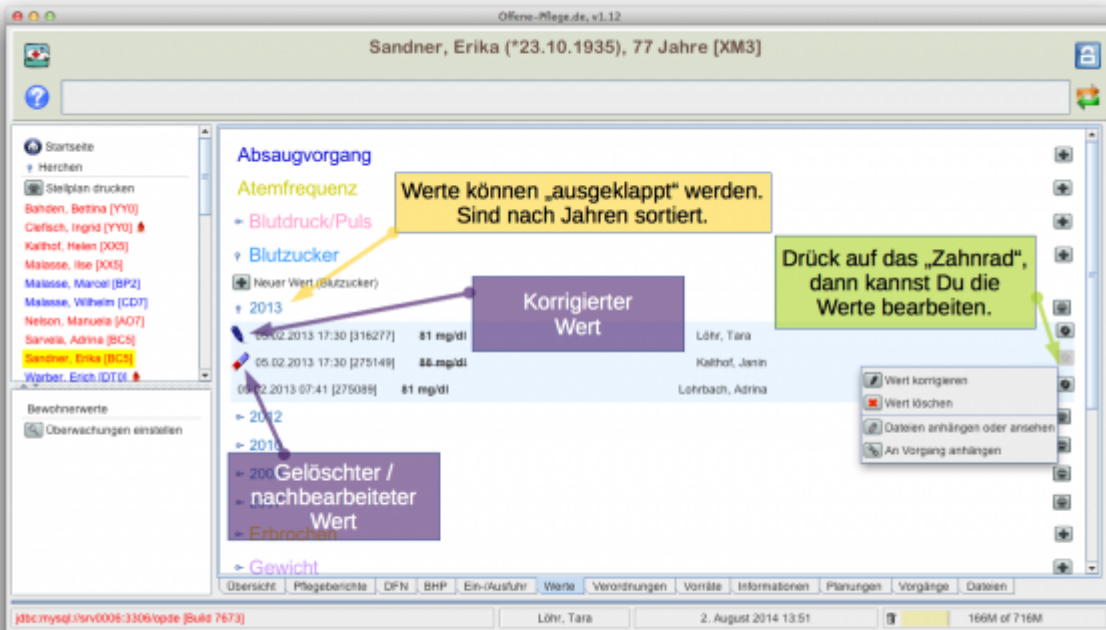 Offene-Pflege.de, v1.12
Sandner, Erika (*23.10.1935), 77 Jahre [XM3]
Startseite
Herchen
Stellplan drucken
Bahden, Bettina [YY0]
Clefisch, Ingrid [YY0]
Kalthof, Helen [XX5]
Malasse, Ilse [XX5]
Malasse, Marcel [BP2]
Malasse, Wilhelm [CD7]
Nelson, Manuela [AO7]
Sarvela, Adrina [BC5]
Sandner, Erika [BC5]
Warber, Erich [DT0]
Bewohnerwerte
Überwachungen einstellen
Absaugvorgang
Atemfrequenz
Werte können „ausgeklappt“ werden.
Sind nach Jahren sortiert.
Blutdruck/Puls
Blutzucker
Neuer Wert (Blutzucker)
Drück auf das „Zahnrad“,
dann kannst Du die
Werte bearbeiten.
2013
Korrigierter
Wert
05.02.2013 17:30 [316277] 81 mg/dl Löhr, Tara
05.02.2013 17:30 [275149] 88 mg/dl Kalthof, Janin
02.2013 07:41 [275089] 81 mg/dl Lohrbach, Adrina
Wert korrigieren
Wert löschen
Dateien anhängen oder ansehen
An Vorgang anhängen
2012
2010
Gelöschter /
nachbearbeiteter
Wert
Erbrochen
Gewicht
Übersicht Pflegeberichte DFN BHP Ein-/Ausfuhr Werte Verordnungen Vorräte Informationen Planungen Vorgänge Dateien
jdbc:mysql://srv0006:3306/opde [Build 7673] Löhr, Tara 2. August 2014 13:51 166M of 716M